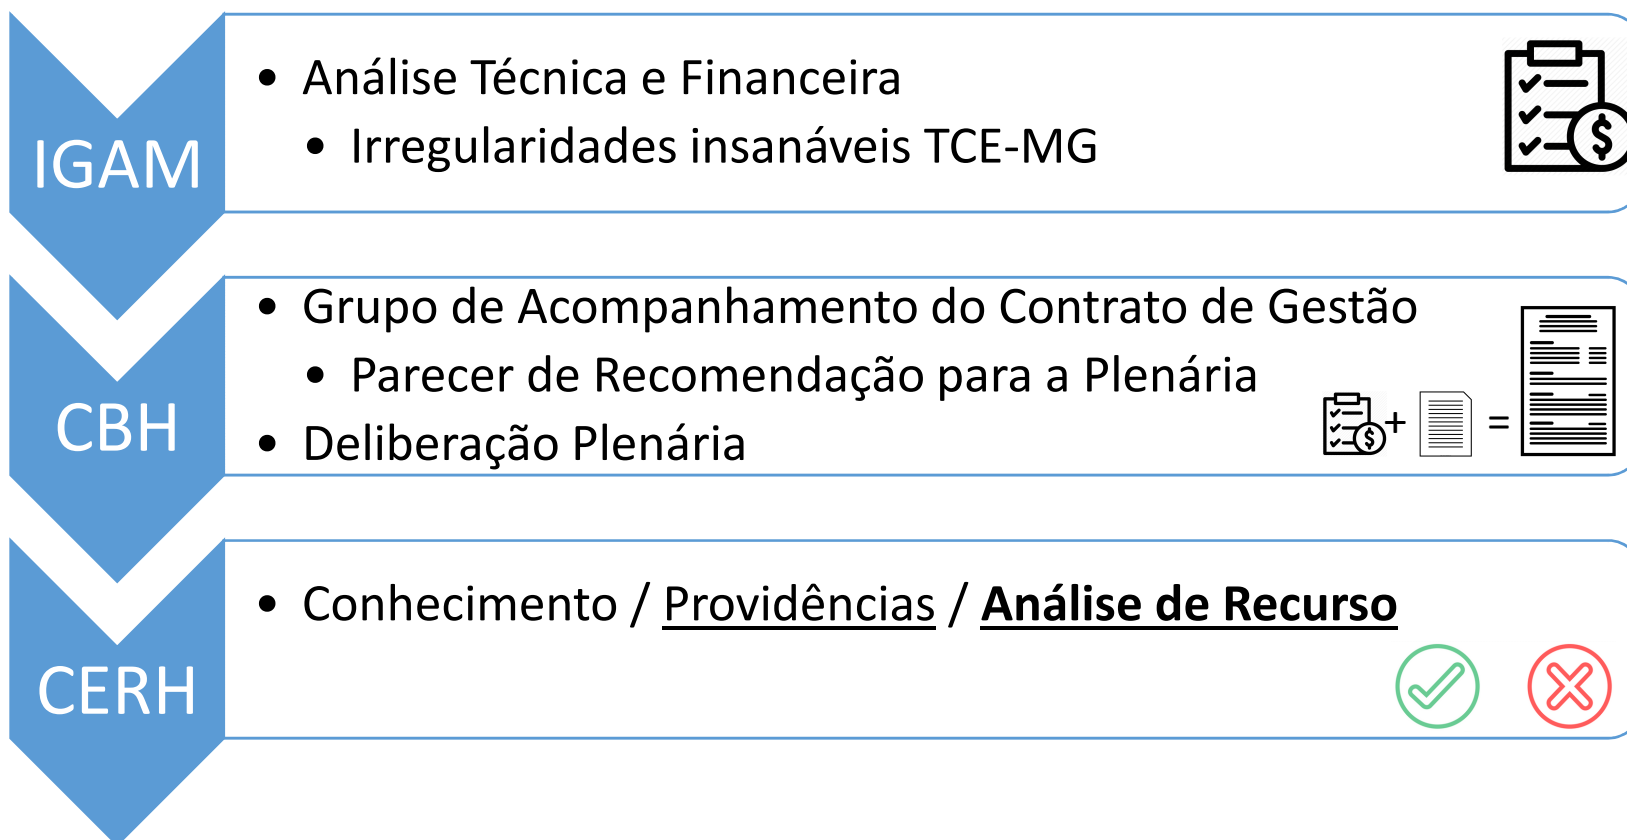 IGAM
• Análise Técnica e Financeira
• Irregularidades insanáveis TCE-MG
$
CBH
• Grupo de Acompanhamento do Contrato de Gestão
• Parecer de Recomendação para a Plenária
• Deliberação Plenária
$ + =
CERH
• Conhecimento / Providências / Análise de Recurso